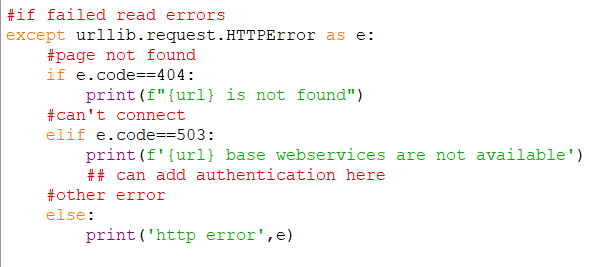 #if failed read errors
except urllib.request.HTTPError as e:
    #page not found
    if e.code==404:
        print(f"{url} is not found")
    #can't connect
    elif e.code==503:
        print(f'{url} base webservices are not available')
        ## can add authentication here
    #other error
    else:
        print('http error',e)